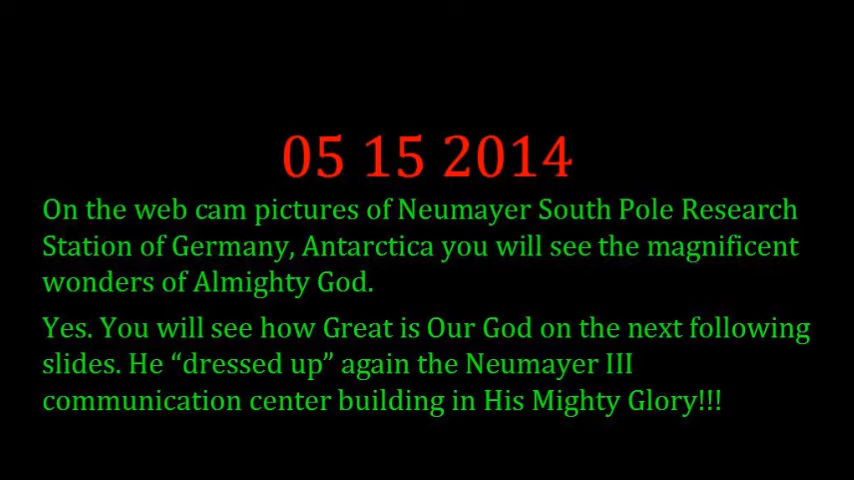 05 15 2014
On the web cam pictures of Neumayer South Pole Research
Station of Germany, Antarctica you will see the magnificent
wonders of Almighty God.
Yes. You will see how Great is Our God on the next following
slides. He “dressed up” again the Neumayer III
communication center building in His Mighty Glory!!!